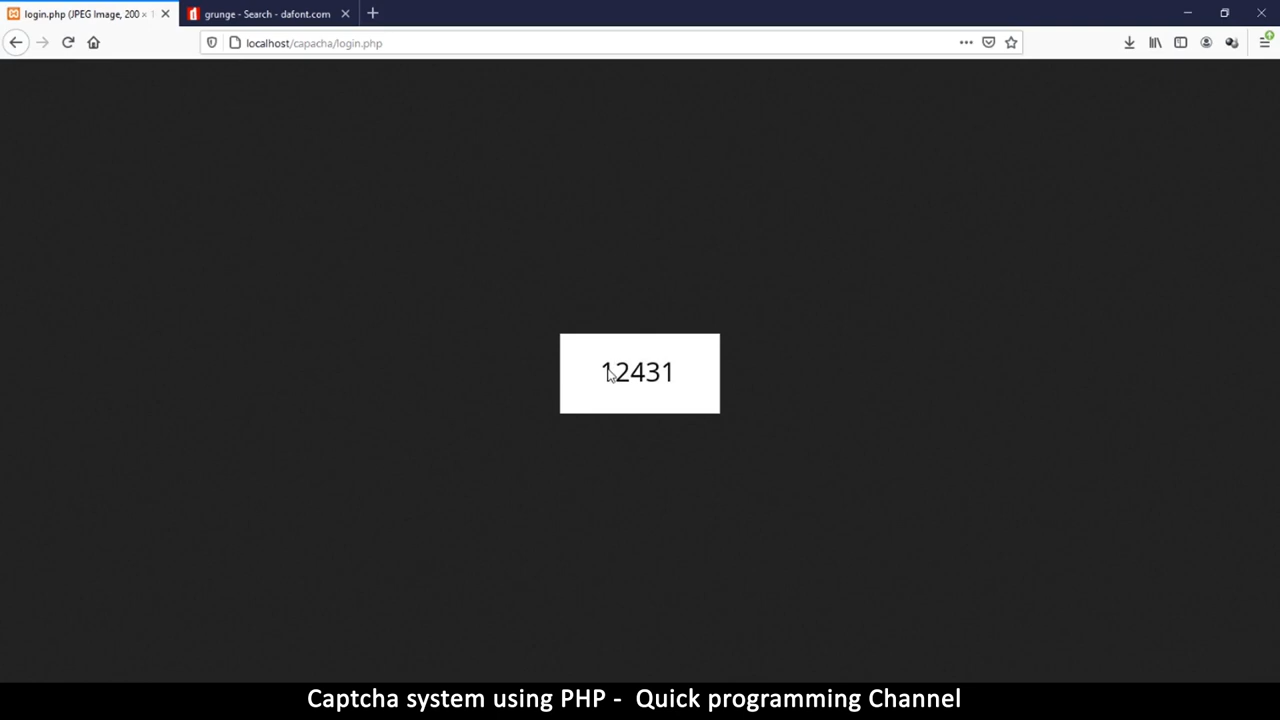 login.php (JPEG Image, 200 × 1
grunge - Search - dafont.com
localhost/capacha/login.php
12431
Captcha system using PHP - Quick programming Channel